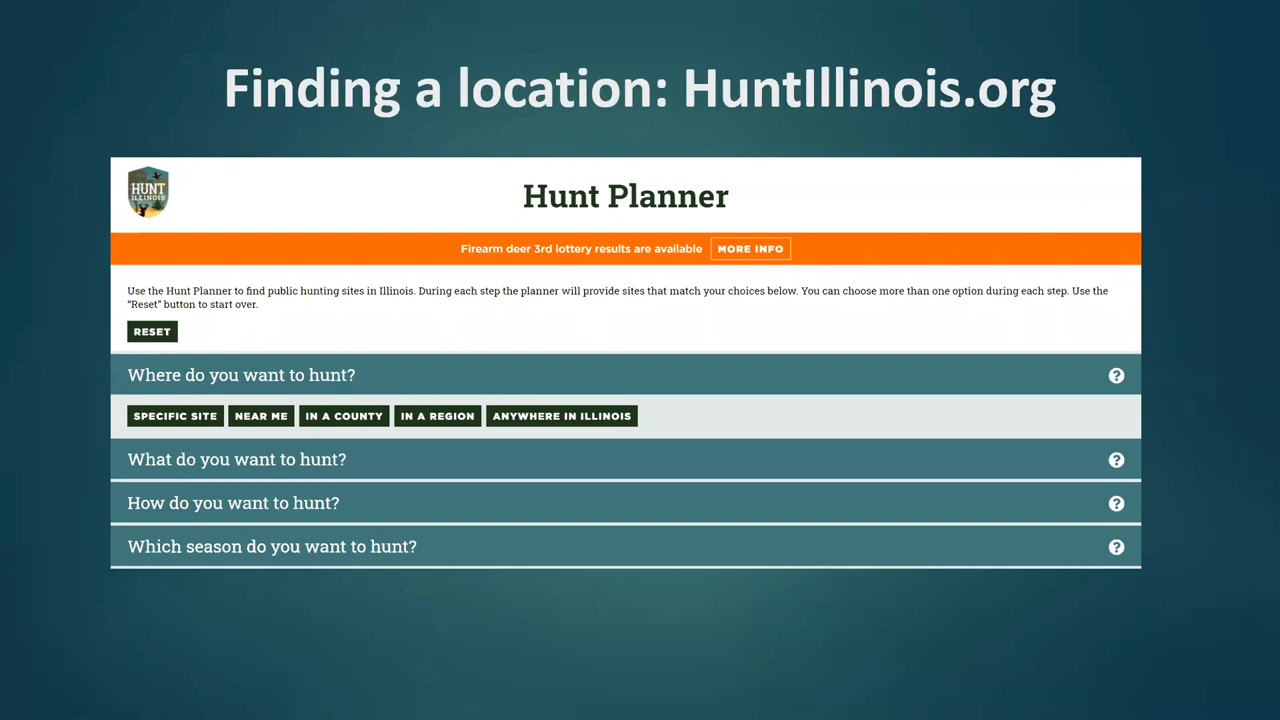 Finding a location: HuntIllinois.org
HUNT
ILLINOIS
Hunt Planner
Firearm deer 3rd lottery results are available MORE INFO
Use the Hunt Planner to find public hunting sites in Illinois. During each step the planner will provide sites that match your choices below. You can choose more than one option during each step. Use the
“Reset” button to start over.
RESET
Where do you want to hunt? ?
SPECIFIC SITE NEAR ME IN A COUNTY IN A REGION ANYWHERE IN ILLINOIS
What do you want to hunt? ?
How do you want to hunt? ?
Which season do you want to hunt? ?